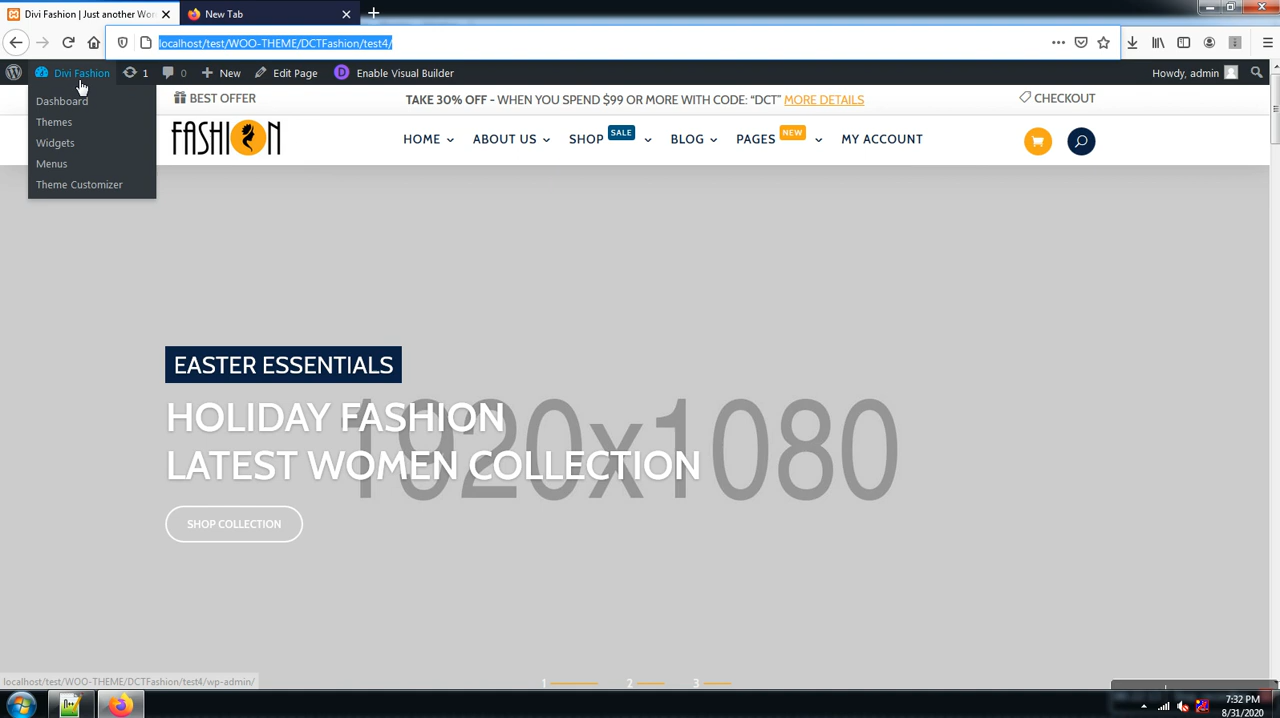 Divi Fashion | Just another Wor
New Tab
localhost/test/WOO-THEME/DCTFashion/test4/
Divi Fashion 1 0 New Edit Page D Enable Visual Builder Howdy, admin
Dashboard
Themes
Widgets
Menus
Theme Customizer
BEST OFFER TAKE 30% OFF - WHEN YOU SPEND $99 OR MORE WITH CODE: “DCT” MORE DETAILS CHECKOUT
FASHION
HOME ABOUT US SHOP SALE BLOG PAGES NEW MY ACCOUNT
1920x1080
EASTER ESSENTIALS
HOLIDAY FASHION
LATEST WOMEN COLLECTION
SHOP COLLECTION
1 2 3
localhost/test/WOO-THEME/DCTFashion/test4/wp-admin/
7:32 PM
8/31/2020